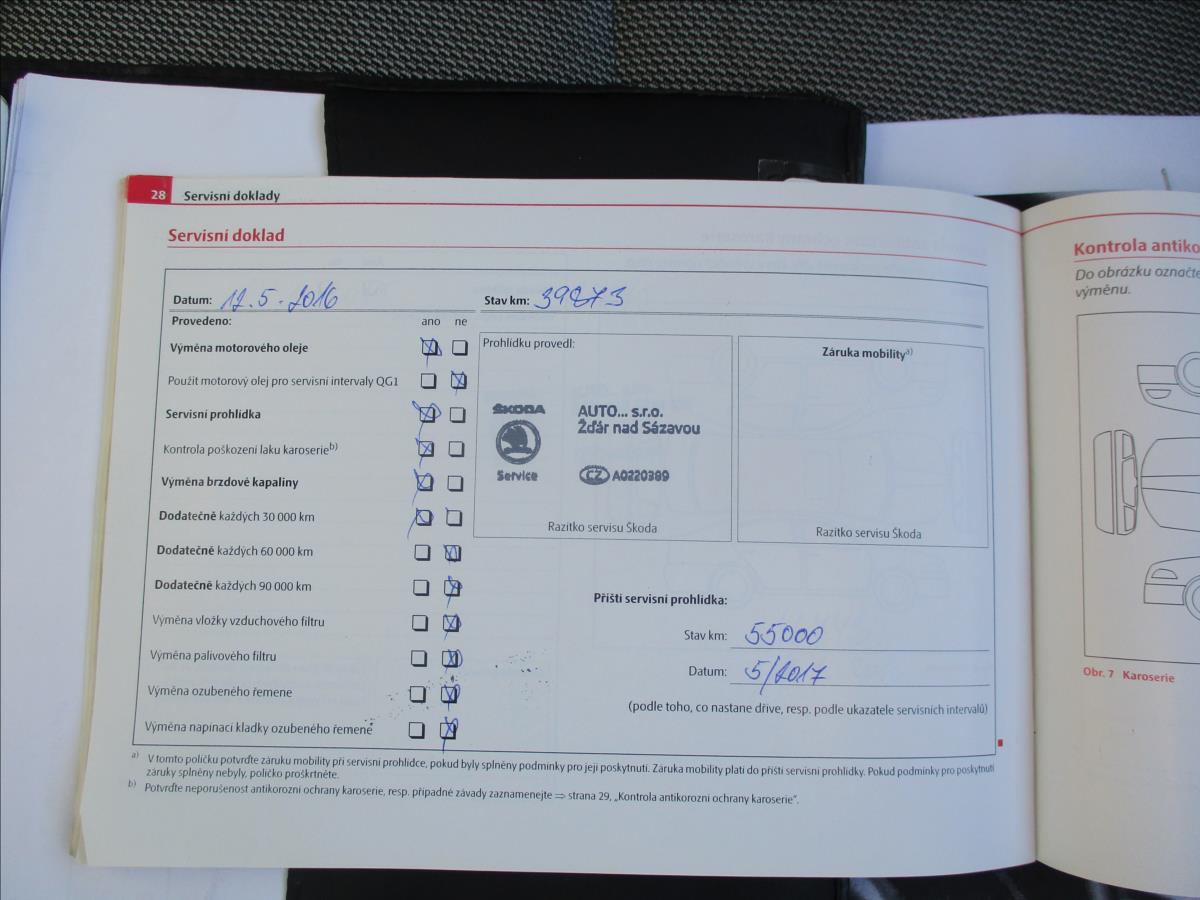 28 Servisní doklady
Servisní doklad
Datum: 12.5.2016 Stav km: 39873
Provedeno: ano ne
Výměna motorového oleje
Použit motorový olej pro servisní intervaly QG1
Servisní prohlídka
Kontrola poškození laku karoserie b)
Výměna brzdové kapaliny
Dodatečně každých 30 000 km
Dodatečně každých 60 000 km
Dodatečně každých 90 000 km
Výměna vložky vzduchového filtru
Výměna palivového filtru
Výměna ozubeného řemene
Výměna napínací kladky ozubeného řemene
Prohlídku provedl:
ŠKODA
Service
AUTO... s.r.o.
Žďár nad Sázavou
CZ A0220389
Razítko servisu Škoda
Záruka mobility a)
Razítko servisu Škoda
Příští servisní prohlídka:
Stav km: 55000
Datum: 5/2017
(podle toho, co nastane dříve, resp. podle ukazatele servisních intervalů)
a) V tomto políčku potvrďte záruku mobility při servisní prohlídce, pokud byly splněny podmínky pro její poskytnutí. Záruka mobility platí do příští servisní prohlídky. Pokud podmínky pro poskytnutí
záruky splněny nebyly, políčko proškrtněte.
b) Potvrďte neporušenost antikorozní ochrany karoserie, resp. případné závady zaznamenejte ⇒ strana 29, „Kontrola antikorozní ochrany karoserie“.
Kontrola antiko
Do obrázku označte
výměnu.
Obr. 7 Karoserie